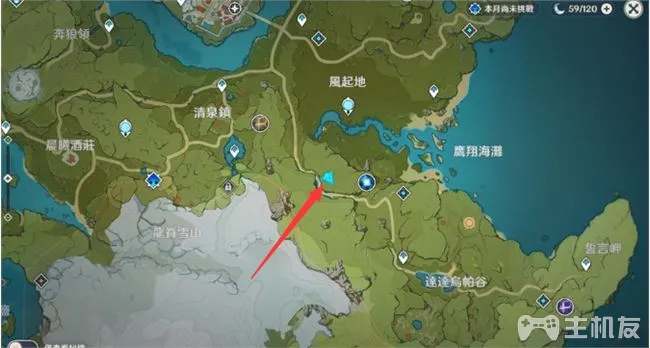 本月尚未挑戰
59/120
奔狼領
風起地
清泉鎮
鷹翔海灘
晨曦酒莊
龍脊雪山
誓言岬
達達烏帕谷
主机友